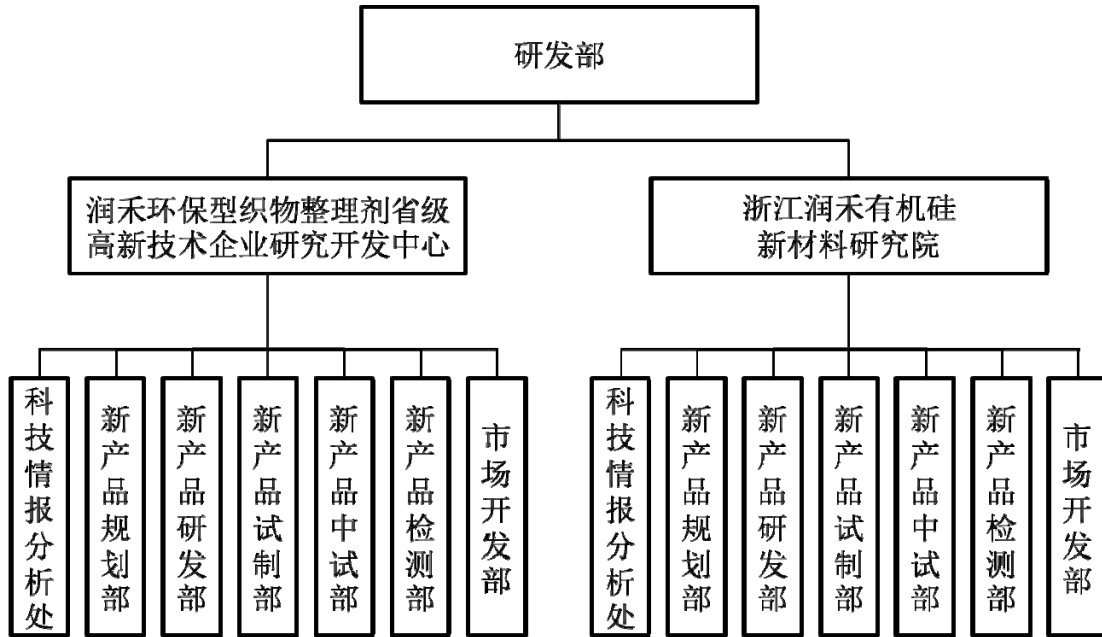 研发部
润禾环保型织物整理剂省级
高新技术企业研究开发中心
浙江润禾有机硅
新材料研究院
科技情报分析处
新产品规划部
新产品研发部
新产品试制部
新产品中试部
新产品检测部
市场开发部
科技情报分析处
新产品规划部
新产品研发部
新产品试制部
新产品中试部
新产品检测部
市场开发部